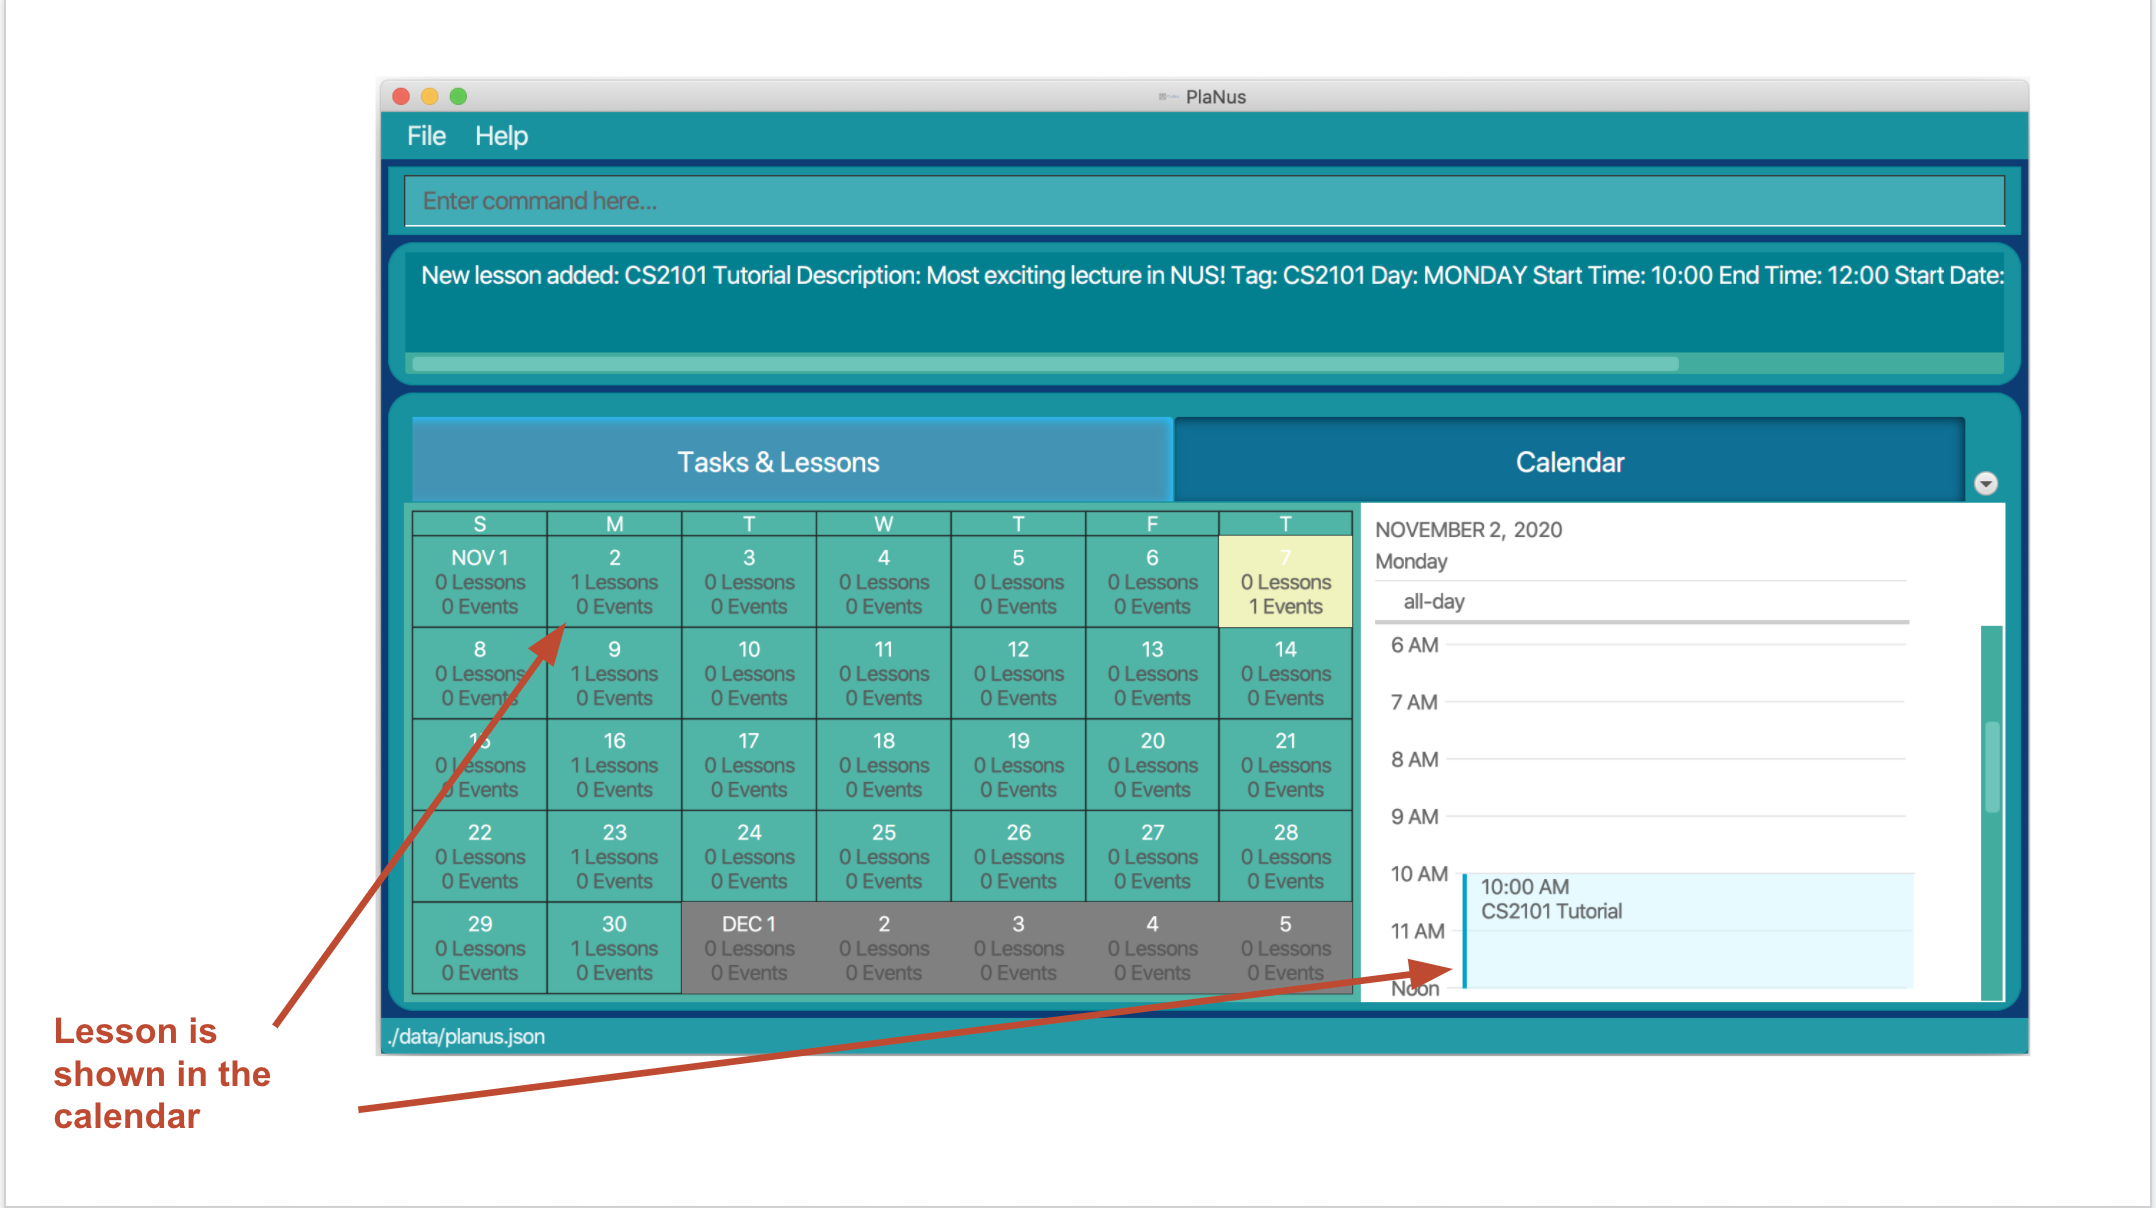 PlaNus
File Help
Enter command here...
New lesson added: CS2101 Tutorial Description: Most exciting lecture in NUS! Tag: CS2101 Day: MONDAY Start Time: 10:00 End Time: 12:00 Start Date:
Tasks & Lessons Calendar
S M T W T F T
NOV 1 2 3 4 5 6 7
0 Lessons 1 Lessons 0 Lessons 0 Lessons 0 Lessons 0 Lessons 0 Lessons
0 Events 0 Events 0 Events 0 Events 0 Events 0 Events 1 Events
8 9 10 11 12 13 14
0 Lessons 1 Lessons 0 Lessons 0 Lessons 0 Lessons 0 Lessons 0 Lessons
0 Events 0 Events 0 Events 0 Events 0 Events 0 Events 0 Events
15 16 17 18 19 20 21
0 Lessons 1 Lessons 0 Lessons 0 Lessons 0 Lessons 0 Lessons 0 Lessons
0 Events 0 Events 0 Events 0 Events 0 Events 0 Events 0 Events
22 23 24 25 26 27 28
0 Lessons 1 Lessons 0 Lessons 0 Lessons 0 Lessons 0 Lessons 0 Lessons
0 Events 0 Events 0 Events 0 Events 0 Events 0 Events 0 Events
29 30 DEC 1 2 3 4 5
0 Lessons 1 Lessons 0 Lessons 0 Lessons 0 Lessons 0 Lessons 0 Lessons
0 Events 0 Events 0 Events 0 Events 0 Events 0 Events 0 Events
NOVEMBER 2, 2020
Monday
all-day
6 AM
7 AM
8 AM
9 AM
10 AM
10:00 AM
CS2101 Tutorial
11 AM
Noon
./data/planus.json
Lesson is
shown in the
calendar